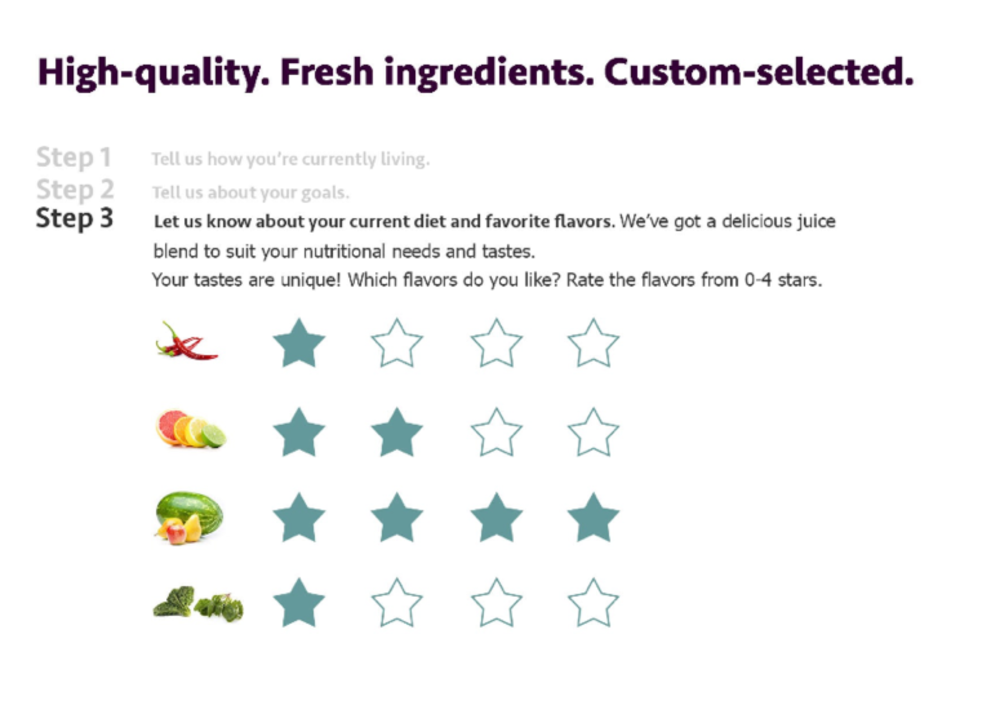 High-quality. Fresh ingredients. Custom-selected.
Step 1 Tell us how you're currently living.
Step 2 Tell us about your goals.
Step 3 Let us know about your current diet and favorite flavors. We've got a delicious juice
blend to suit your nutritional needs and tastes.
Your tastes are unique! Which flavors do you like? Rate the flavors from 0-4 stars.